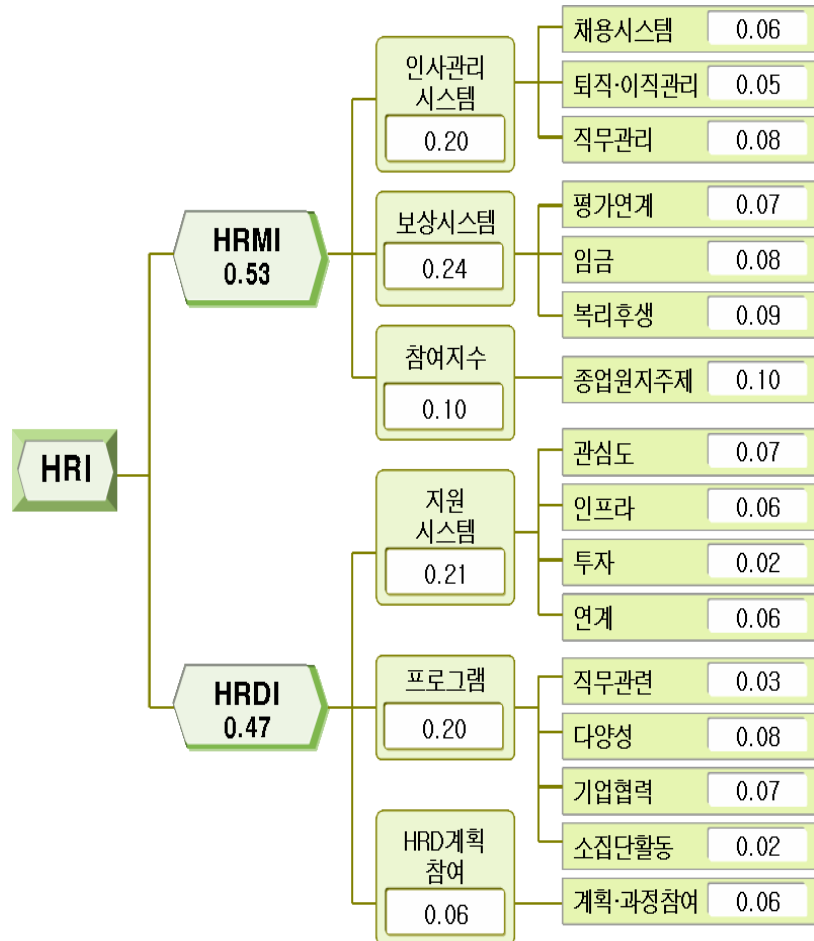 HRI
HRMI
0.53
인사관리
시스템
0.20
채용시스템 0.06
퇴직·이직관리 0.05
직무관리 0.08
보상시스템
0.24
평가연계 0.07
임금 0.08
복리후생 0.09
참여지수
0.10
종업원지주제 0.10
HRDI
0.47
지원
시스템
0.21
관심도 0.07
인프라 0.06
투자 0.02
연계 0.06
프로그램
0.20
직무관련 0.03
다양성 0.08
기업협력 0.07
소집단활동 0.02
HRD계획
참여
0.06
계획·과정참여 0.06